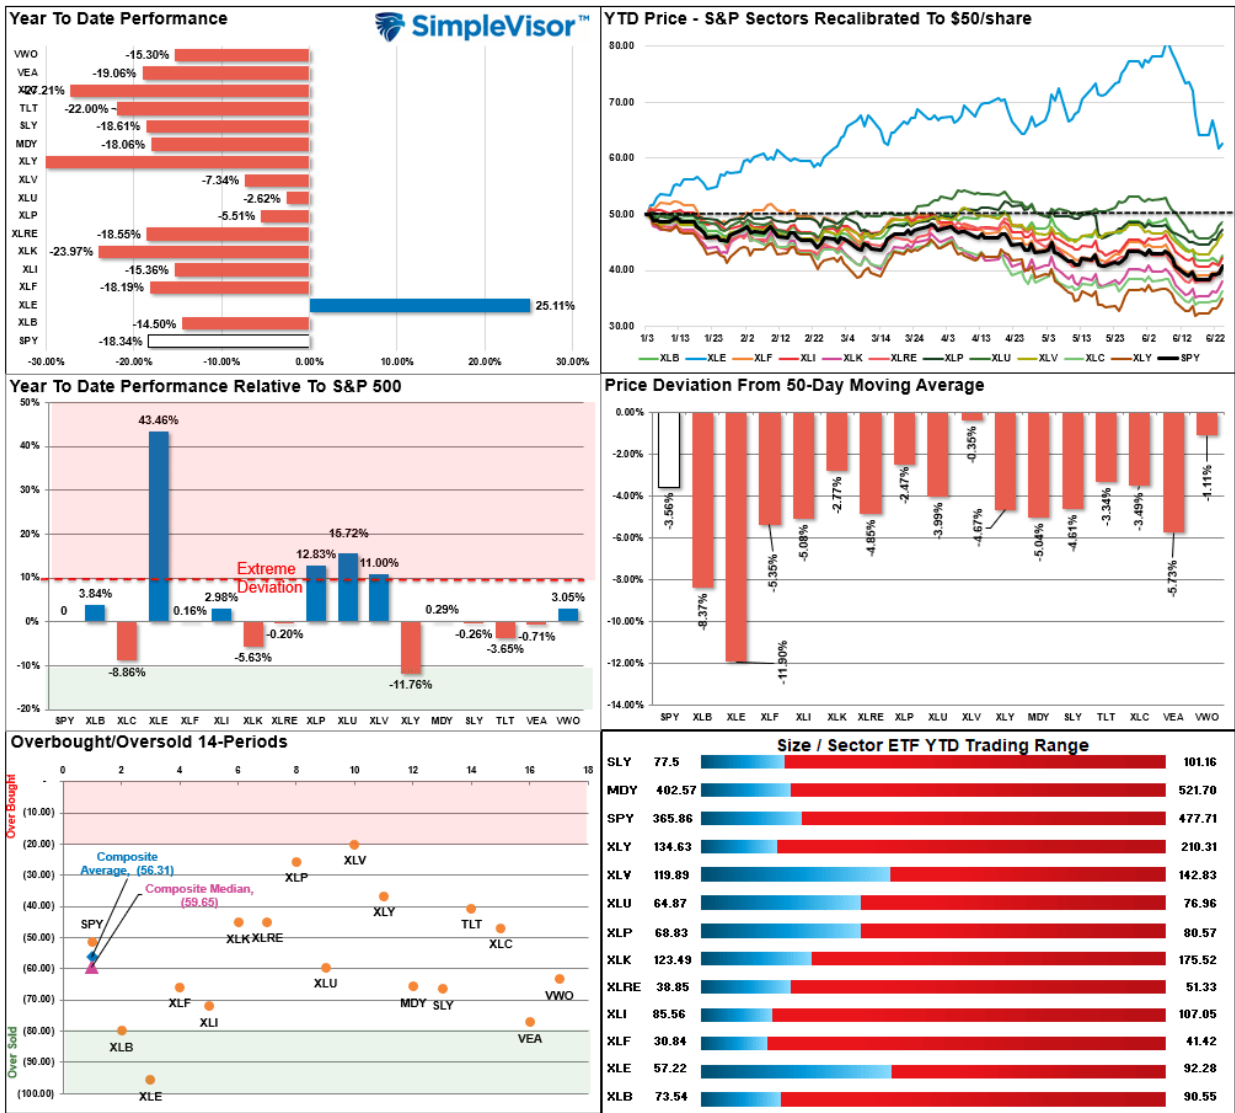 Year To Date Performance
SimpleVisor™
VWO -15.30%
VEA -19.06%
XLC -27.21%
TLT -22.00%
SLY -18.61%
MDY -18.06%
XLY
XLV -7.34%
XLU -2.62%
XLP -5.51%
XLRE -18.55%
XLK -23.97%
XLI -15.36%
XLF -18.19%
XLE 25.11%
XLB -14.50%
SPY -18.34%
-30.00% -20.00% -10.00% 0.00% 10.00% 20.00% 30.00%
YTD Price - S&P Sectors Recalibrated To $50/share
80.00
70.00
60.00
50.00
40.00
30.00
1/3 1/13 1/23 2/2 2/12 2/22 3/4 3/14 3/24 4/3 4/13 4/23 5/3 5/13 5/23 6/2 6/12 6/22
XLB XLE XLF XLI XLK XLRE XLP XLU XLV XLC XLY SPY
Year To Date Performance Relative To S&P 500
50%
40%
30%
20%
10%
0%
-10%
-20%
0 3.84% -8.86% 43.46% 0.16% 2.98% -5.63% -0.20% 12.83% 15.72% 11.00% -11.76% 0.29% -0.26% -3.65% -0.71% 3.05%
Extreme
Deviation
SPY XLB XLC XLE XLF XLI XLK XLRE XLP XLU XLV XLY MDY SLY TLT VEA VWO
Price Deviation From 50-Day Moving Average
0.00%
-2.00%
-4.00%
-6.00%
-8.00%
-10.00%
-12.00%
-14.00%
-3.56% -8.37% -11.90% -5.35% -5.08% -2.77% -4.85% -2.47% -3.99% -0.35% -4.67% -5.04% -4.61% -3.34% -3.49% -5.73% -1.11%
SPY XLB XLE XLF XLI XLK XLRE XLP XLU XLV XLY MDY SLY TLT XLC VEA VWO
Overbought/Oversold 14-Periods
0 2 4 6 8 10 12 14 16 18
Over Bought
Over Sold
-
(10.00)
(20.00)
(30.00)
(40.00)
(50.00)
(60.00)
(70.00)
(80.00)
(90.00)
(100.00)
Composite
Average, (56.31)
Composite Median,
(59.65)
XLV
XLP
XLY
SPY
TLT
XLK XLRE
XLC
XLU
XLF
MDY SLY
VWO
XLI
XLB
VEA
XLE
Size / Sector ETF YTD Trading Range
SLY 77.5 101.16
MDY 402.57 521.70
SPY 365.86 477.71
XLY 134.63 210.31
XLV 119.89 142.83
XLU 64.87 76.96
XLP 68.83 80.57
XLK 123.49 175.52
XLRE 38.85 51.33
XLI 85.56 107.05
XLF 30.84 41.42
XLE 57.22 92.28
XLB 73.54 90.55